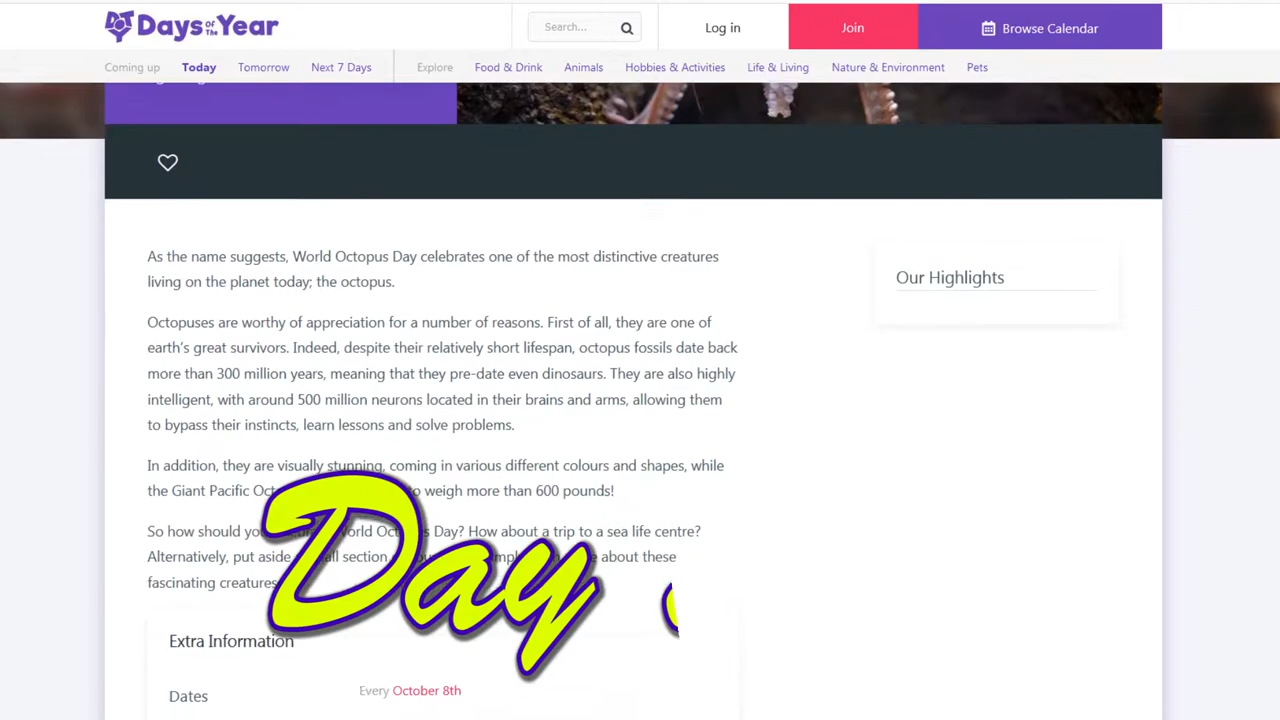 Days Of The Year
Search...
Log in
Join
Browse Calendar
Coming up
Today
Tomorrow
Next 7 Days
Explore
Food & Drink
Animals
Hobbies & Activities
Life & Living
Nature & Environment
Pets
As the name suggests, World Octopus Day celebrates one of the most distinctive creatures
living on the planet today; the octopus.
Our Highlights
Octopuses are worthy of appreciation for a number of reasons. First of all, they are one of
earth's great survivors. Indeed, despite their relatively short lifespan, octopus fossils date back
more than 300 million years, meaning that they pre-date even dinosaurs. They are also highly
intelligent, with around 500 million neurons located in their brains and arms, allowing them
to bypass their instincts, learn lessons and solve problems.
In addition, they are visually stunning, coming in various different colours and shapes, while
the Giant Pacific to weigh more than 600 pounds!
So how should World Day? How about a trip to a sea life centre?
Alternatively, put aside section about these
fascinating creatures
Day
Extra Information
Dates
Every October 8th